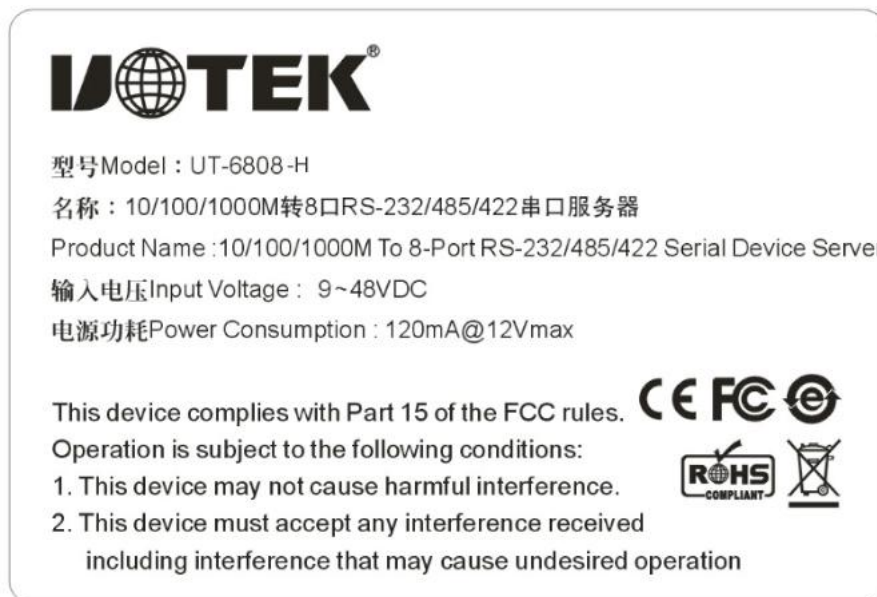 UOTEK®
型号Model：UT-6808-H
名称：10/100/1000M转8口RS-232/485/422串口服务器
Product Name :10/100/1000M To 8-Port RS-232/485/422 Serial Device Server
输入电压Input Voltage : 9~48VDC
电源功耗Power Consumption : 120mA@12Vmax
This device complies with Part 15 of the FCC rules. CE FC e
Operation is subject to the following conditions:
1. This device may not cause harmful interference.
ROHS
COMPLIANT
2. This device must accept any interference received
including interference that may cause undesired operation